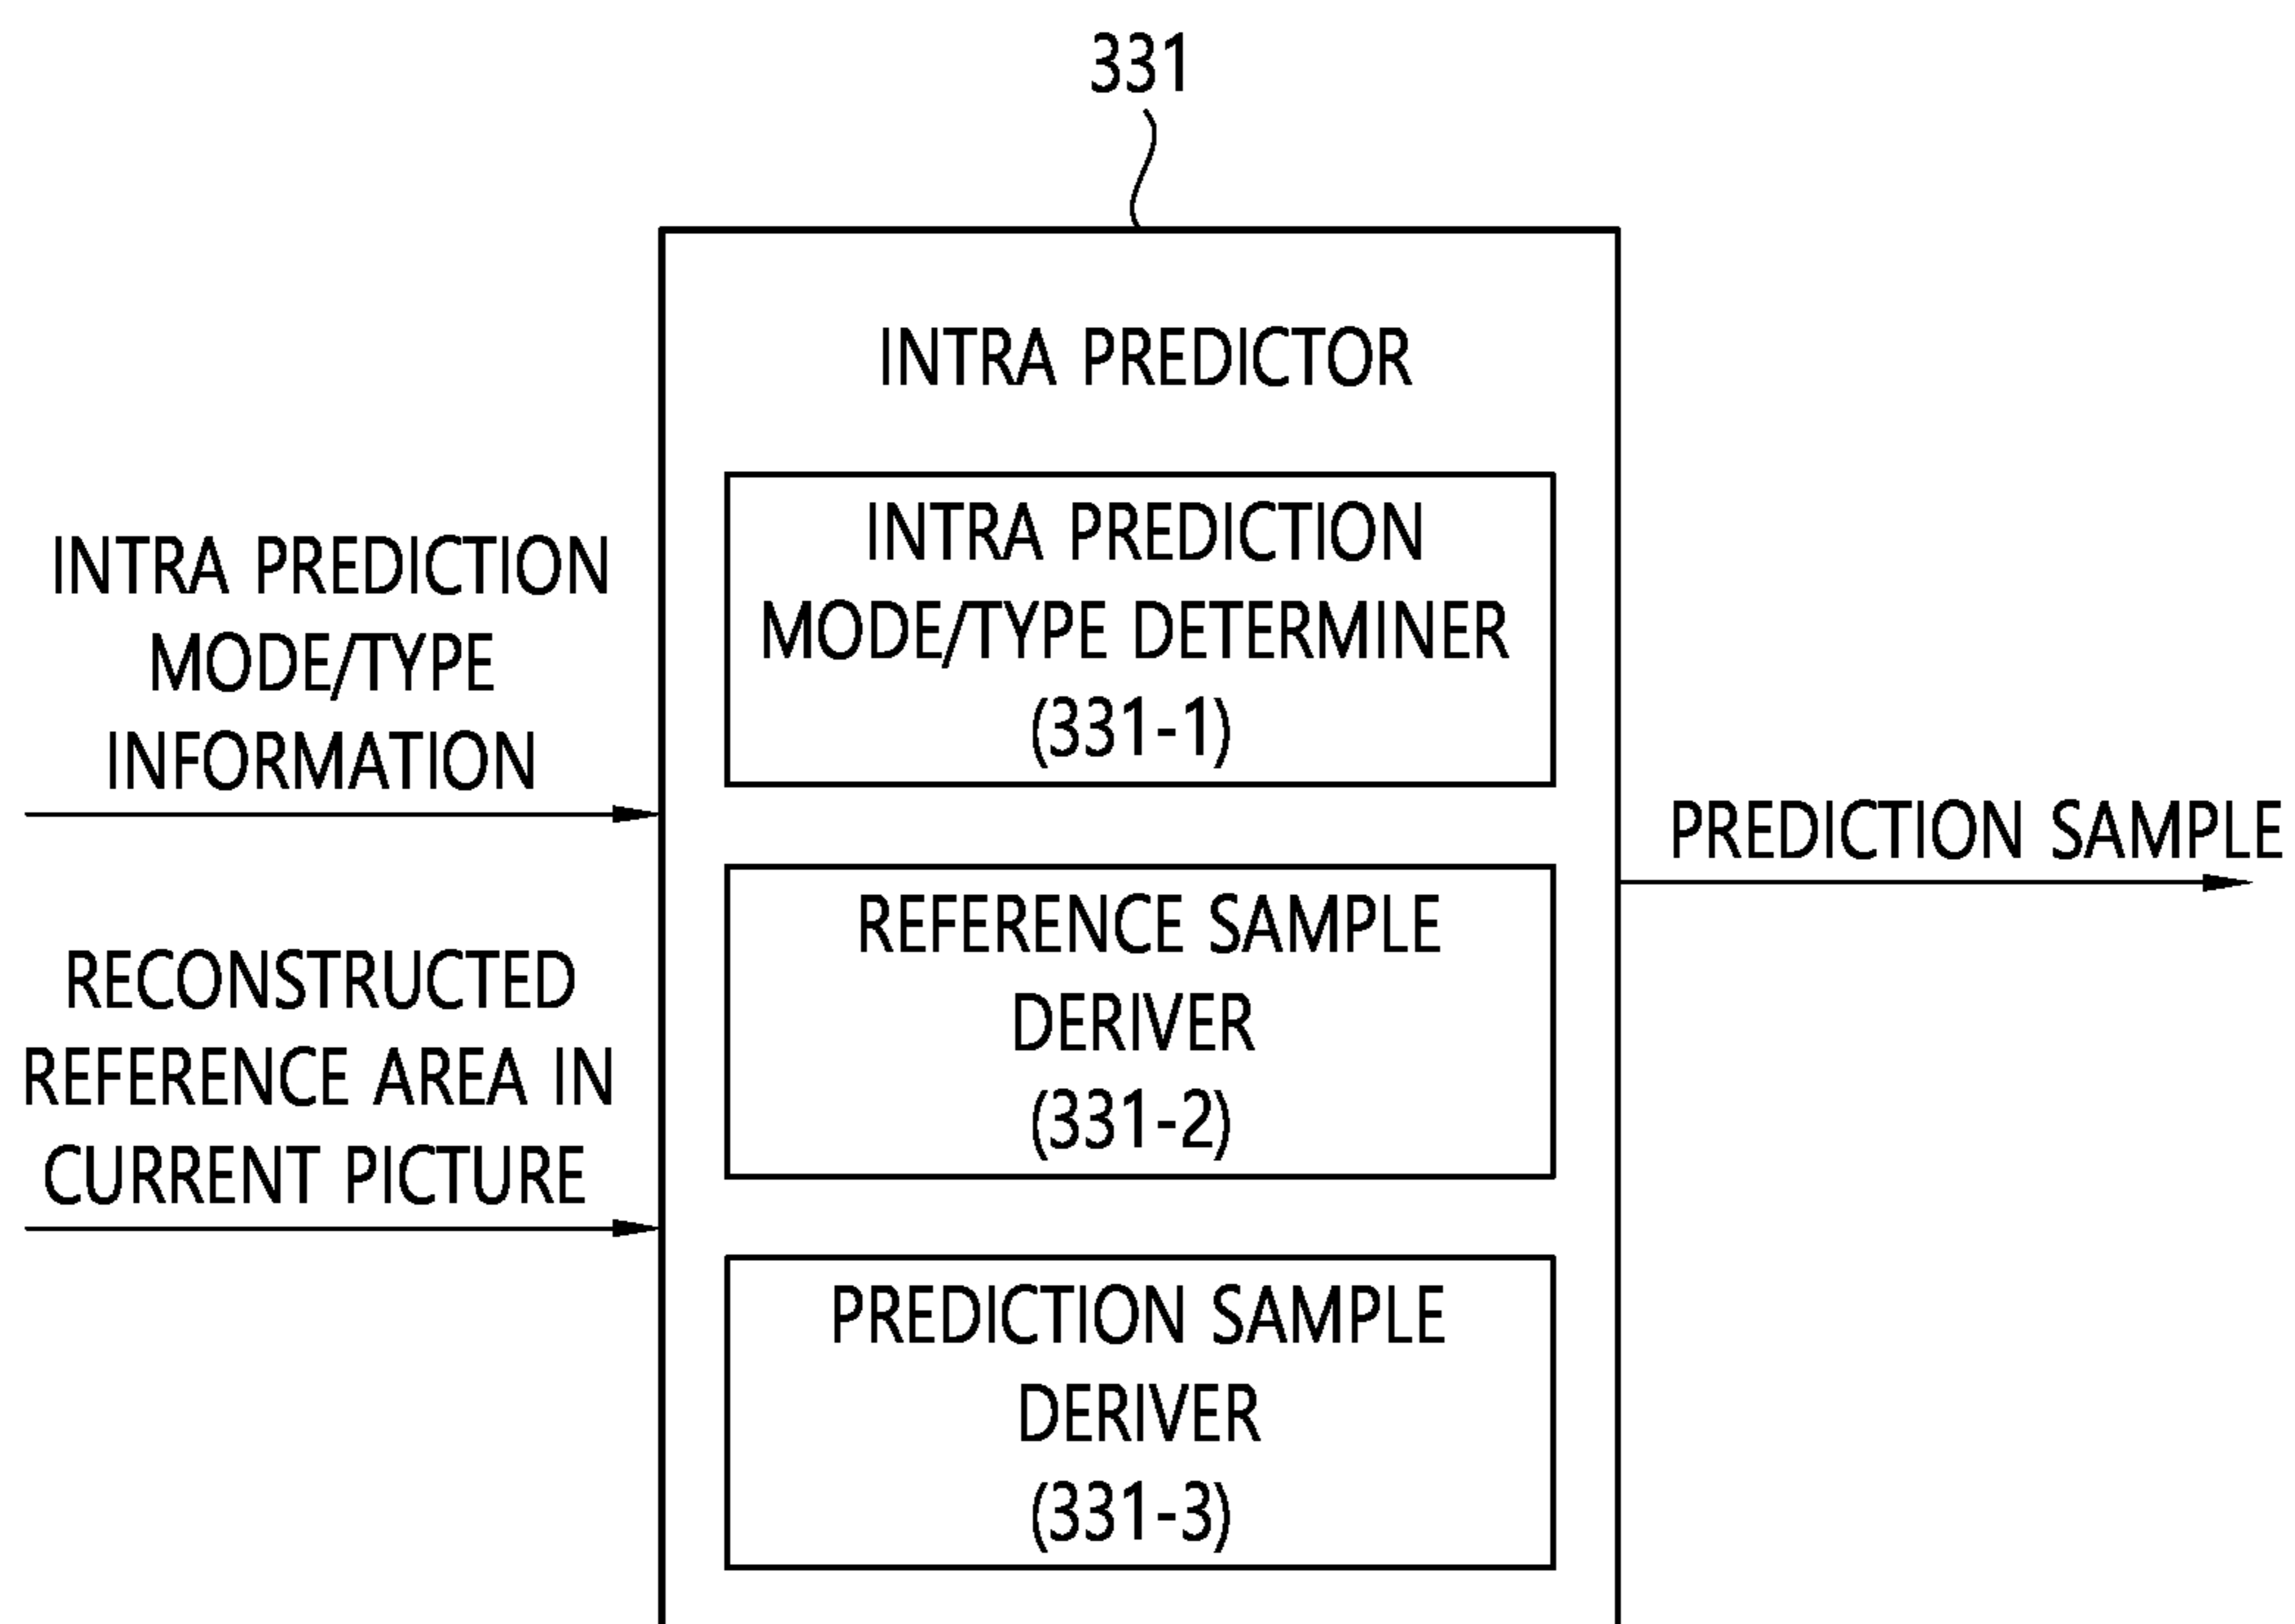 331
INTRA PREDICTOR
INTRA PREDICTION
MODE/TYPE
INFORMATION
RECONSTRUCTED
REFERENCE AREA IN
CURRENT PICTURE
INTRA PREDICTION
MODE/TYPE DETERMINER
(331-1)
REFERENCE SAMPLE
DERIVER
(331-2)
PREDICTION SAMPLE
DERIVER
(331-3)
PREDICTION SAMPLE